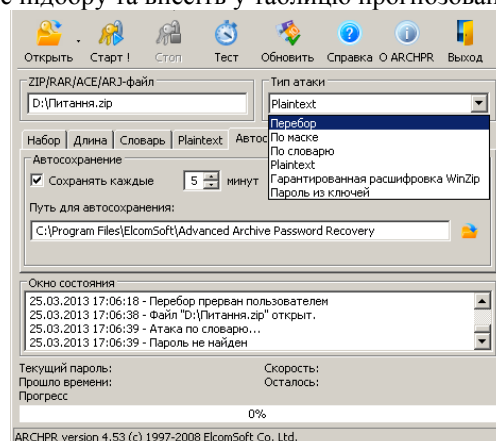 підбору та внесіть у таблицю прогнозован
Открыть Старт ! Стоп Тест Обновить Справка О ARCHPR Выход
ZIP/RAR/ACE/ARJ-файл Тип атаки
D:\Питання.zip Plaintext
Перебор
По маске
По словарю
Plaintext
Гарантированная расшифровка WinZip
Пароль из ключей
Набор Длина Словарь Plaintext
Автосохранение
Сохранять каждые 5 минут
Путь для автосохранения:
C:\Program Files\ElcomSoft\Advanced Archive Password Recovery
Окно состояния
25.03.2013 17:06:18 - Перебор прерван пользователем
25.03.2013 17:06:38 - Файл "D:\Питання.zip" открыт.
25.03.2013 17:06:39 - Атака по словарю...
25.03.2013 17:06:39 - Пароль не найден
Текущий пароль: Скорость:
Прошло времени: Осталось:
Прогресс
0%
ARCHPR version 4.53 (c) 1997-2008 ElcomSoft Co. Ltd.